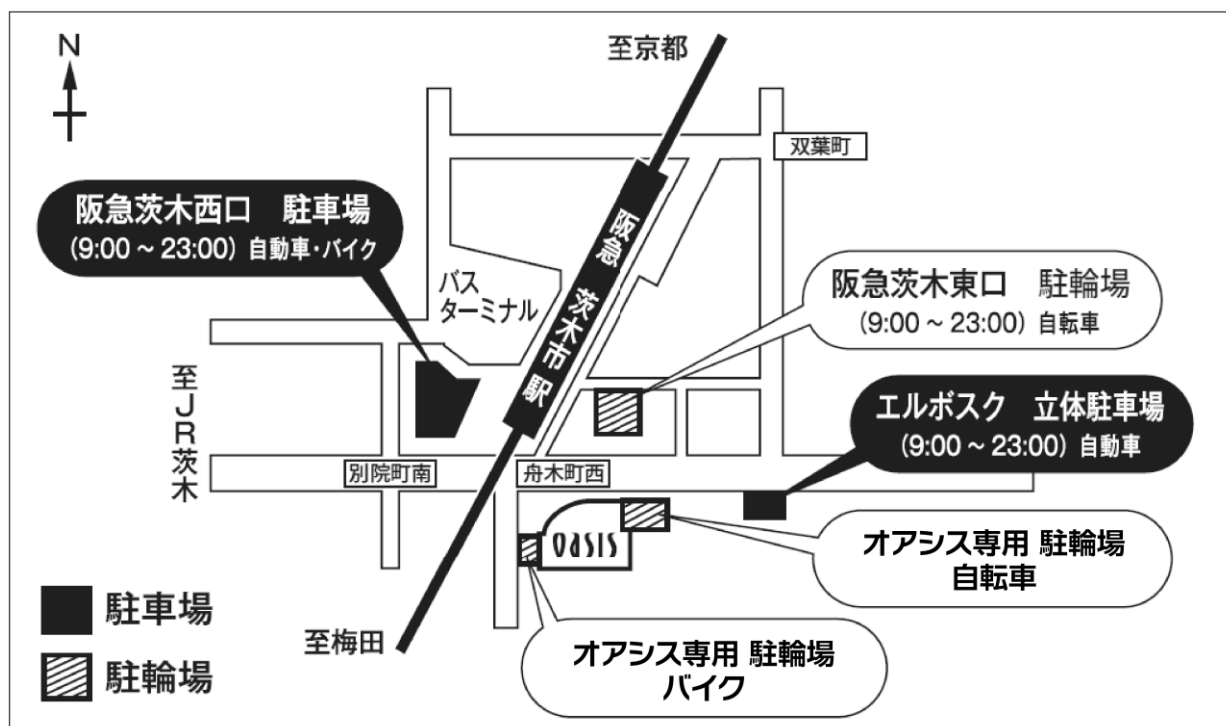 N
至京都
双葉町
阪急茨木西口 駐車場
(9:00～23:00) 自動車・バイク
バス
ターミナル
阪急 茨木市駅
阪急茨木東口 駐輪場
(9:00～23:00) 自転車
至JR茨木
エルボスク 立体駐車場
(9:00～23:00) 自動車
別院町南
舟木町西
oasis
オアシス専用 駐輪場
自転車
駐車場
至梅田
オアシス専用 駐輪場
バイク
駐輪場